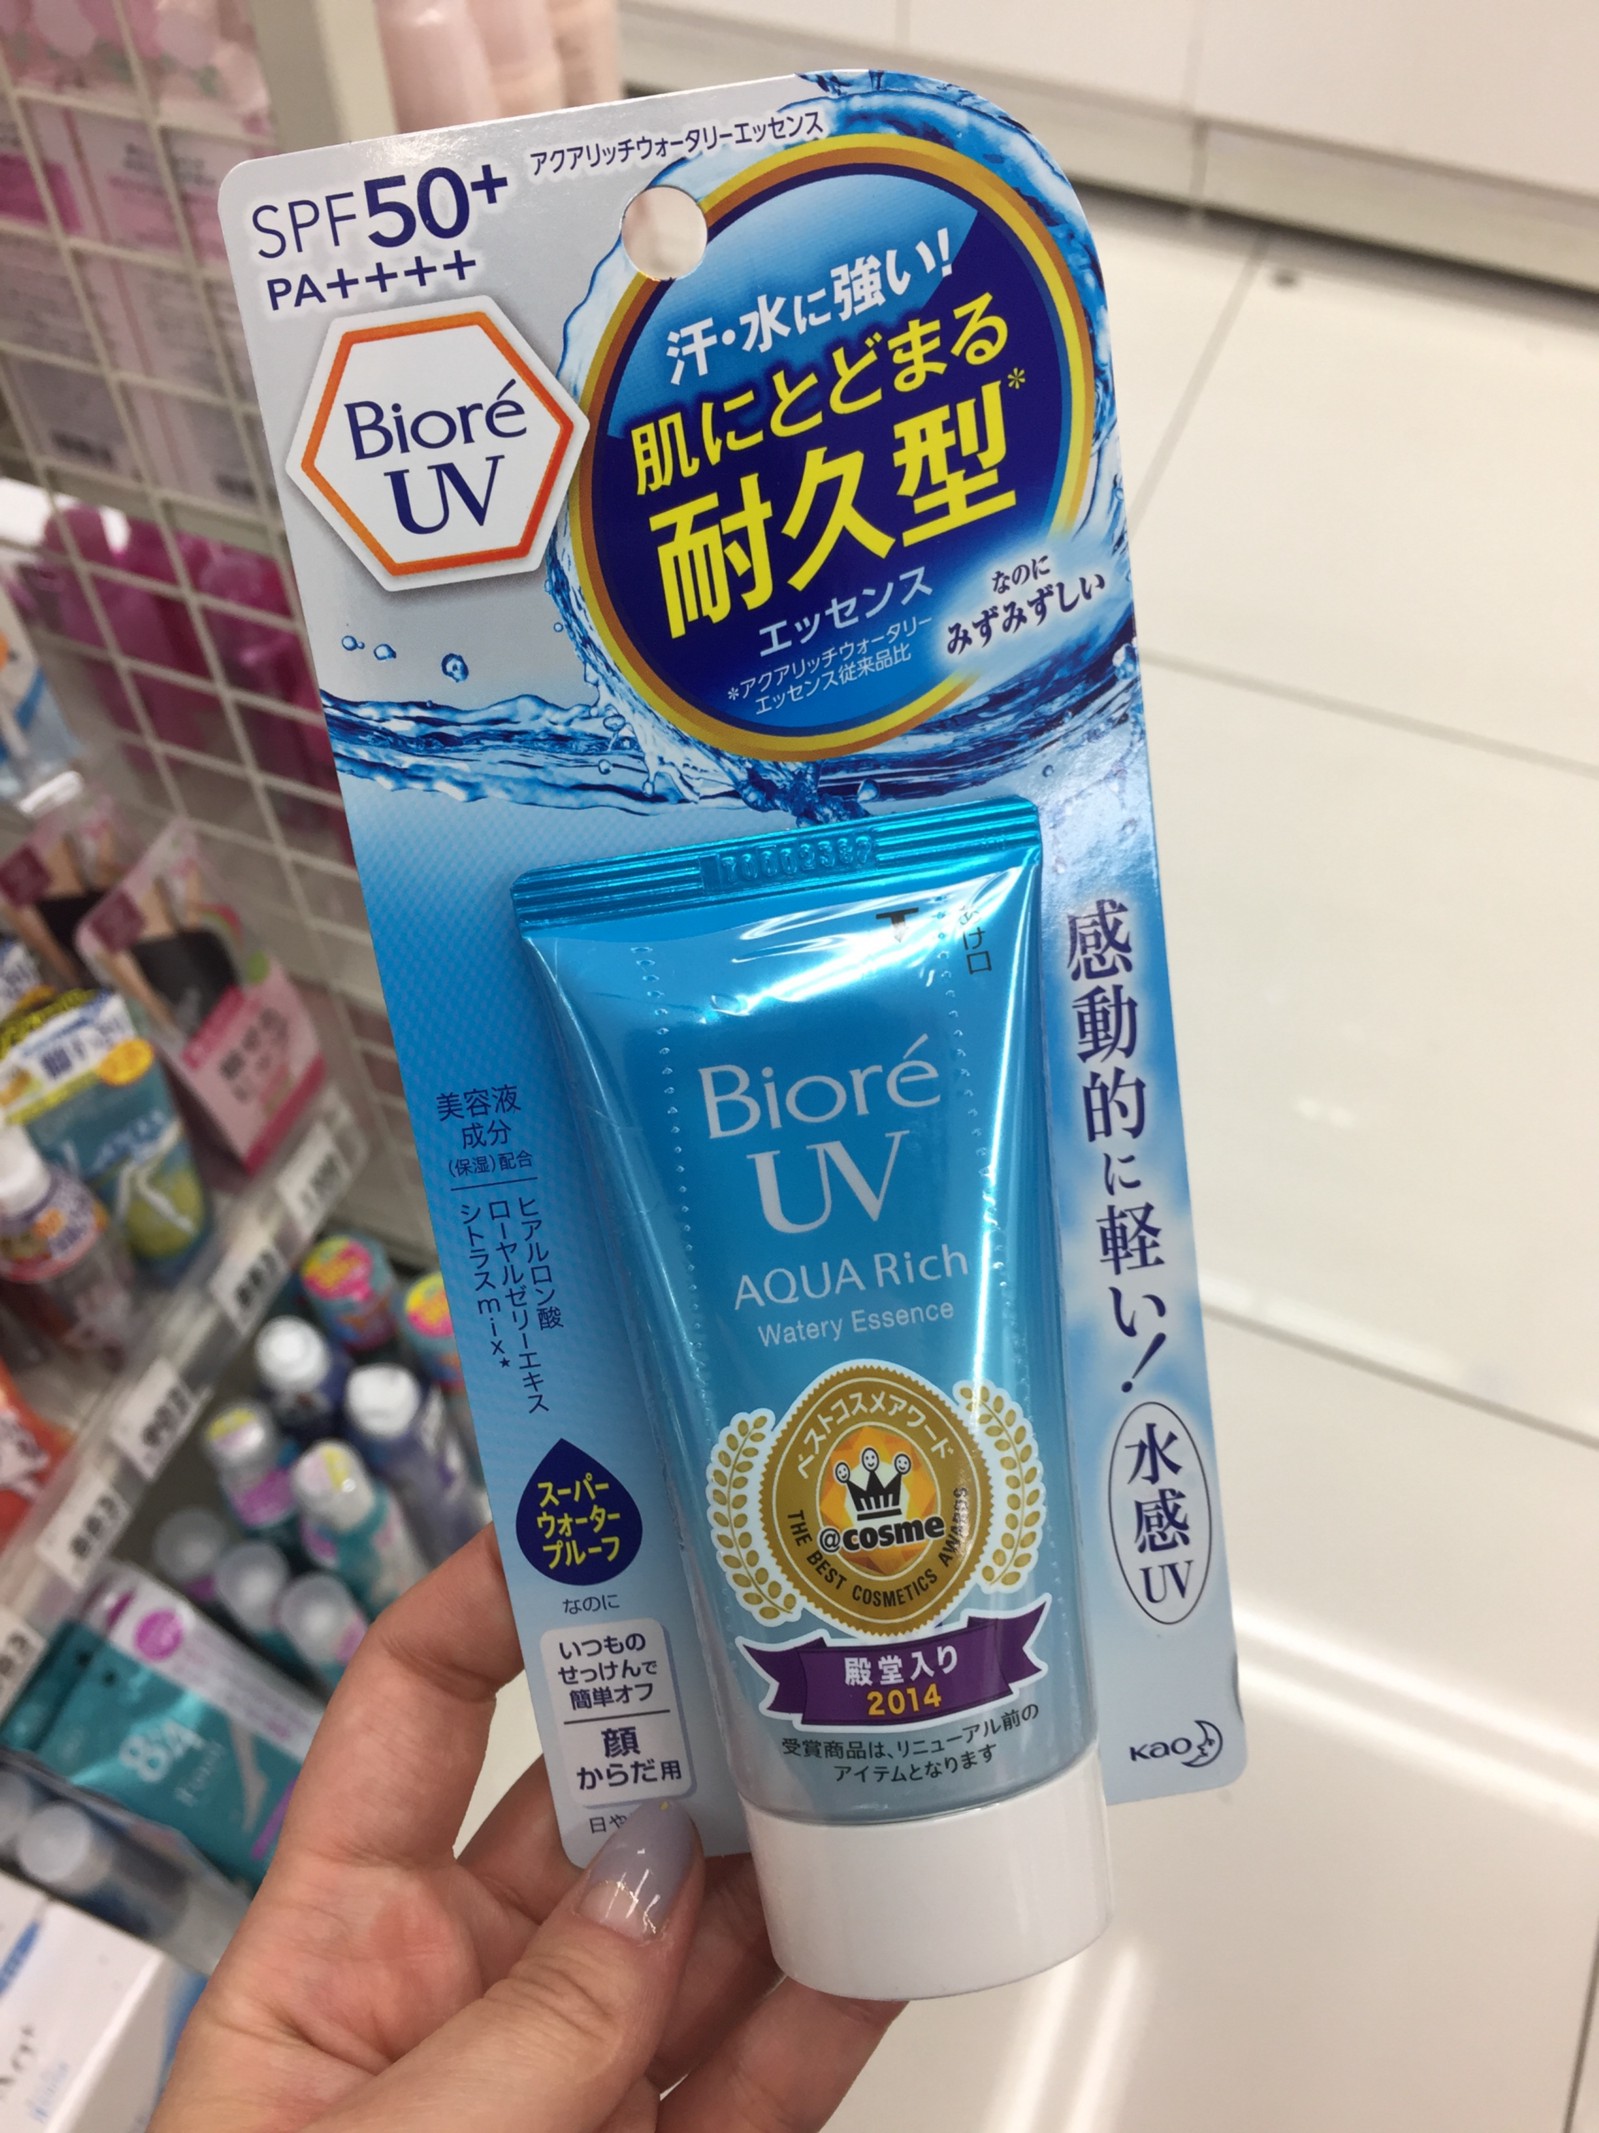 アクアリッチウォータリーエッセンス
SPF50+
PA++++
Bioré
UV
汗・水に強い!
肌にとどまる
耐久型*
エッセンス
*アクアリッチウォータリー
エッセンス従来品比
なのに
みずみずしい
あけ口
Bioré
UV
AQUA Rich
Watery Essence
ベストコスメアワード
@cosme
THE BEST COSMETICS AWARDS
殿堂入り
2014
受賞商品は、リニューアル前の
アイテムとなります
感動的に軽い!
水感UV
美容液
成分
(保湿)配合
ヒアルロン酸
ローヤルゼリーエキス
シトラスmix★
スーパー
ウォーター
プルーフ
なのに
いつもの
せっけんで
簡単オフ
顔
からだ用
日や
Kao